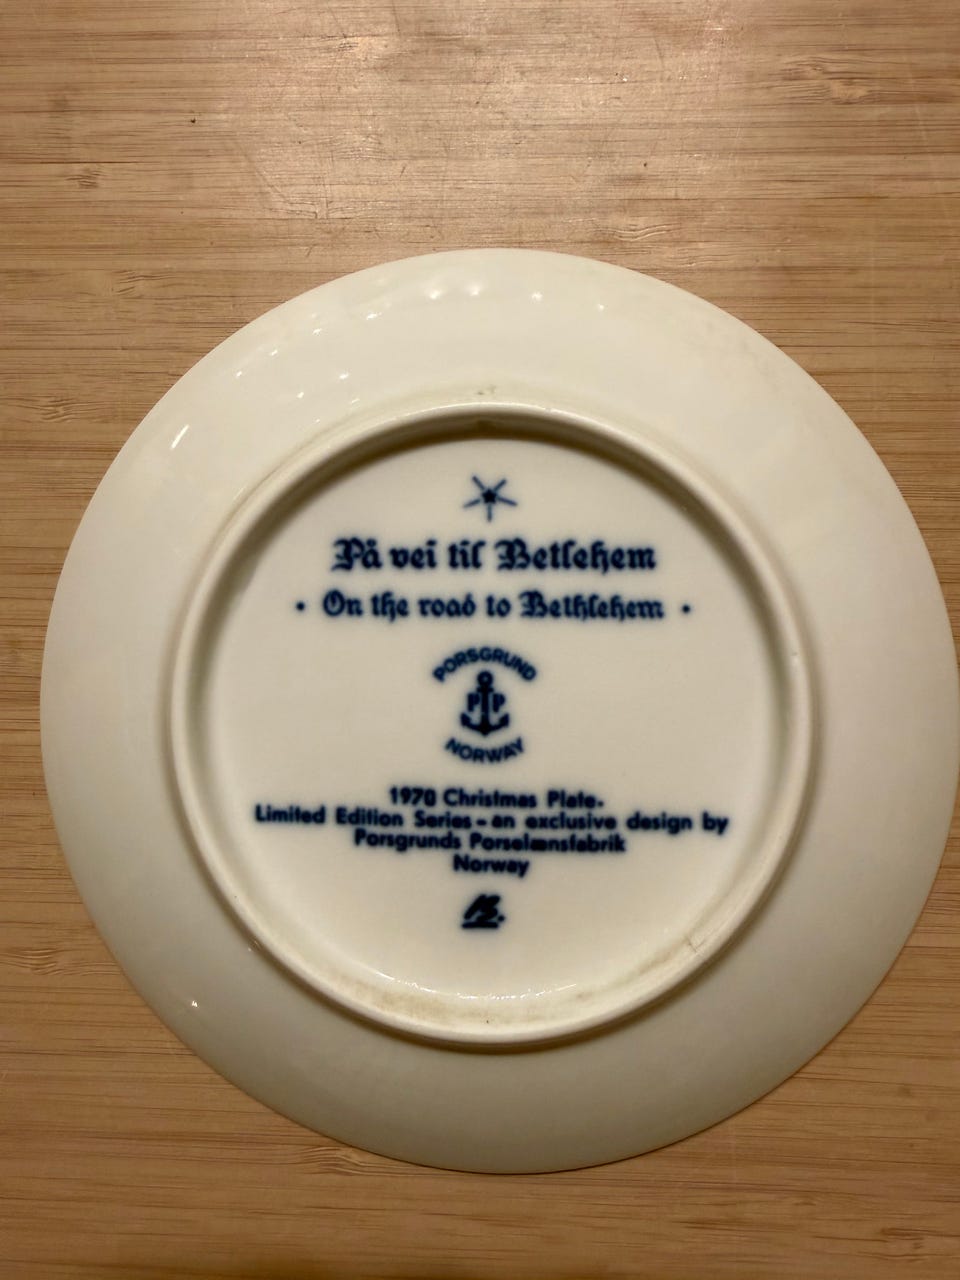 På vei til Betlehem
· On the road to Bethlehem ·
PORSGRUND
P P
NORWAY
1970 Christmas Plate.
Limited Edition Series – an exclusive design by
Porsgrunds Porselænsfabrik
Norway